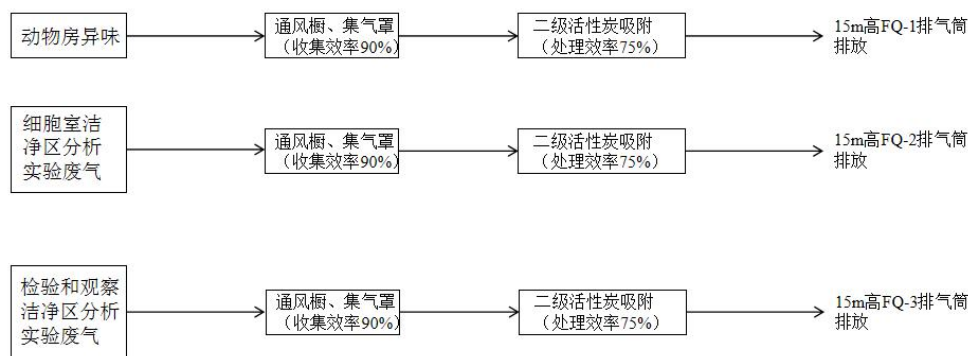 动物房异味
通风橱、集气罩
（收集效率90%）
二级活性炭吸附
（处理效率75%）
15m高FQ-1排气筒
排放
细胞室洁
净区分析
实验废气
通风橱、集气罩
（收集效率90%）
二级活性炭吸附
（处理效率75%）
15m高FQ-2排气筒
排放
检验和观察
洁净区分析
实验废气
通风橱、集气罩
（收集效率90%）
二级活性炭吸附
（处理效率75%）
15m高FQ-3排气筒
排放